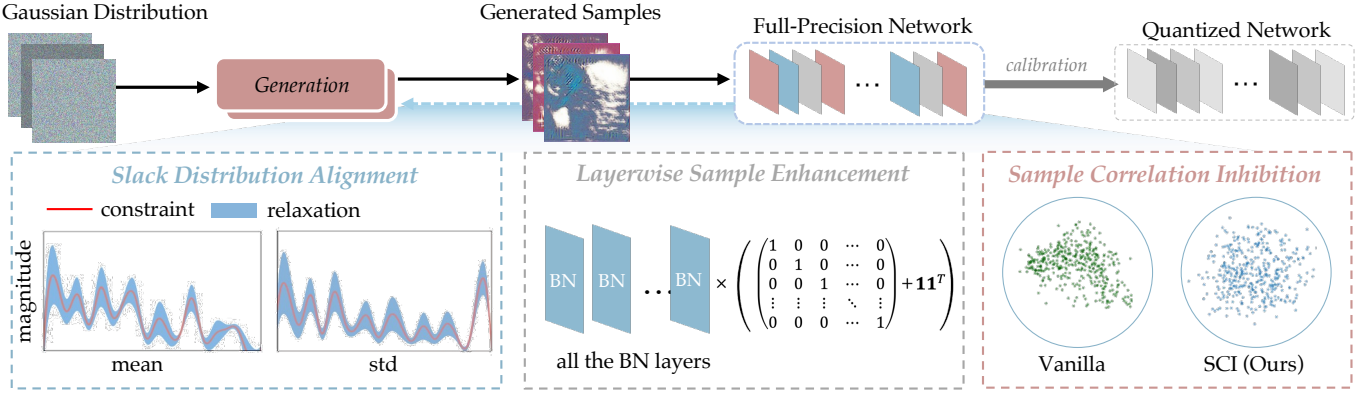 Gaussian Distribution
Generated Samples
Full-Precision Network
Quantized Network
Generation
...
calibration
...
Slack Distribution Alignment
constraint
relaxation
magnitude
mean
std
Layerwise Sample Enhancement
BN BN ... BN × ( ( 1 0 0 ⋯ 0
0 1 0 ⋯ 0
0 0 1 ⋯ 0
⋮ ⋮ ⋮ ⋱ ⋮
0 0 0 ⋯ 1 ) + 11ᵀ )
all the BN layers
Sample Correlation Inhibition
Vanilla
SCI (Ours)